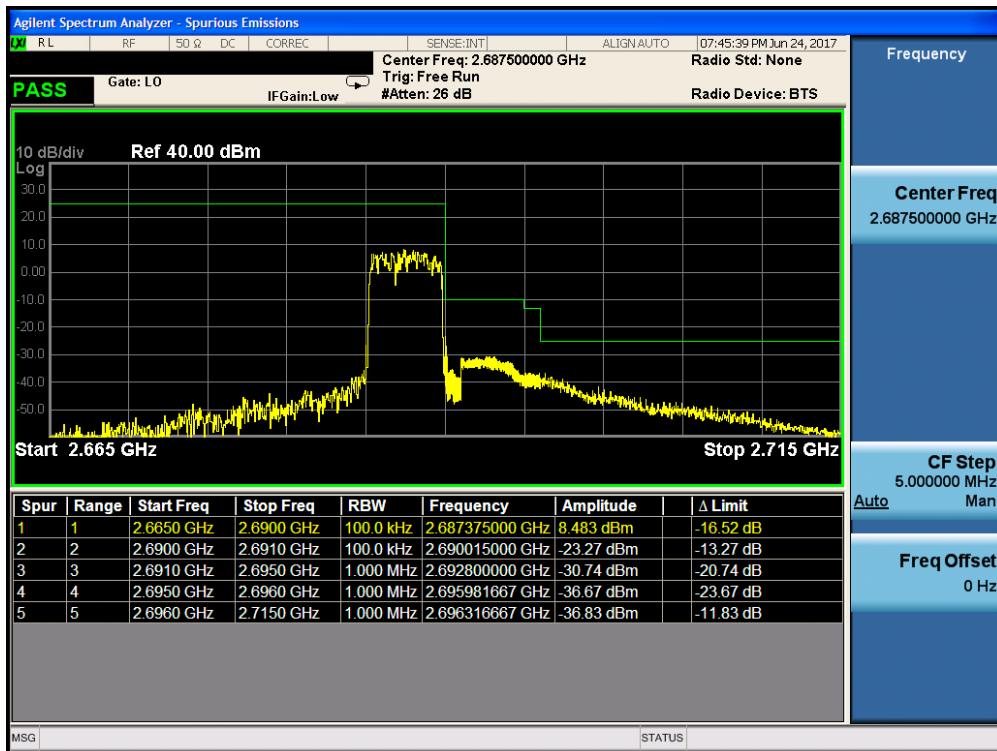 Agilent Spectrum Analyzer - Spurious Emissions
LXI RL RF 50 Ω DC CORREC SENSE:INT ALIGN AUTO 07:45:39 PM Jun 24, 2017
Center Freq: 2.687500000 GHz Radio Std: None
Trig: Free Run
PASS Gate: LO IFGain:Low #Atten: 26 dB Radio Device: BTS
Frequency
10 dB/div Ref 40.00 dBm
Log
30.0
20.0
10.0
0.00
-10.0
-20.0
-30.0
-40.0
-50.0
Start 2.665 GHz Stop 2.715 GHz
Spur Range Start Freq Stop Freq RBW Frequency Amplitude Δ Limit
1 1 2.6650 GHz 2.6900 GHz 100.0 kHz 2.687375000 GHz 8.483 dBm -16.52 dB
2 2 2.6900 GHz 2.6910 GHz 100.0 kHz 2.690015000 GHz -23.27 dBm -13.27 dB
3 3 2.6910 GHz 2.6950 GHz 1.000 MHz 2.692800000 GHz -30.74 dBm -20.74 dB
4 4 2.6950 GHz 2.6960 GHz 1.000 MHz 2.695981667 GHz -36.67 dBm -23.67 dB
5 5 2.6960 GHz 2.7150 GHz 1.000 MHz 2.696316667 GHz -36.83 dBm -11.83 dB
Center Freq
2.687500000 GHz
CF Step
5.000000 MHz
Auto Man
Freq Offset
0 Hz
MSG STATUS